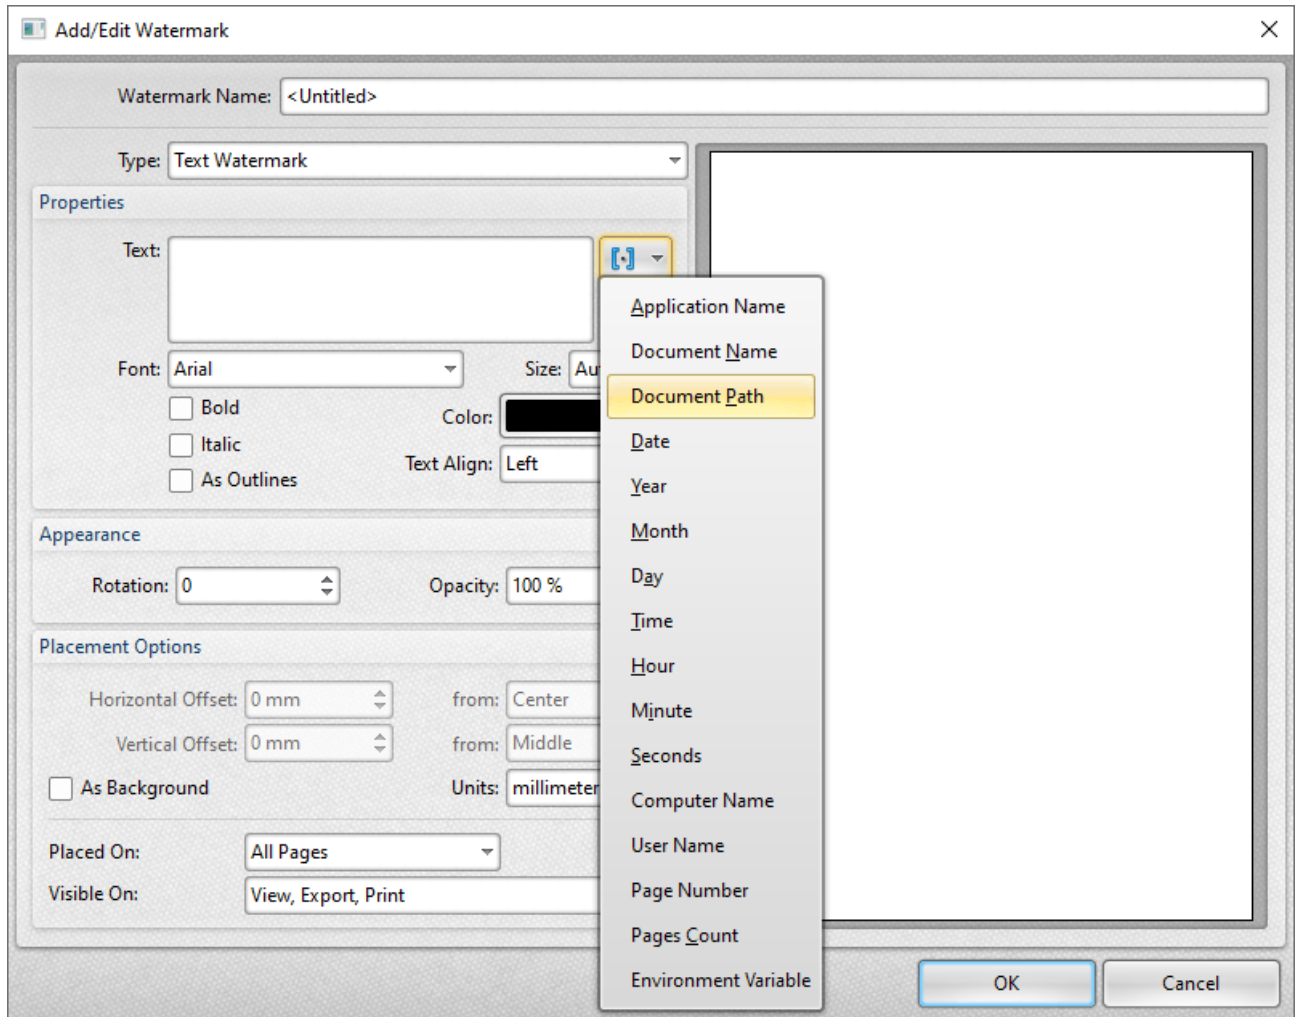 Add/Edit Watermark
Watermark Name: <Untitled>
Type: Text Watermark
Properties
Text:
Font: Arial
Size: Au
Bold
Color:
Italic
Text Align: Left
As Outlines
Appearance
Rotation: 0
Opacity: 100 %
Placement Options
Horizontal Offset: 0 mm
from: Center
Vertical Offset: 0 mm
from: Middle
As Background
Units: millimeter
Placed On: All Pages
Visible On: View, Export, Print
Application Name
Document Name
Document Path
Date
Year
Month
Day
Time
Hour
Minute
Seconds
Computer Name
User Name
Page Number
Pages Count
Environment Variable
OK
Cancel